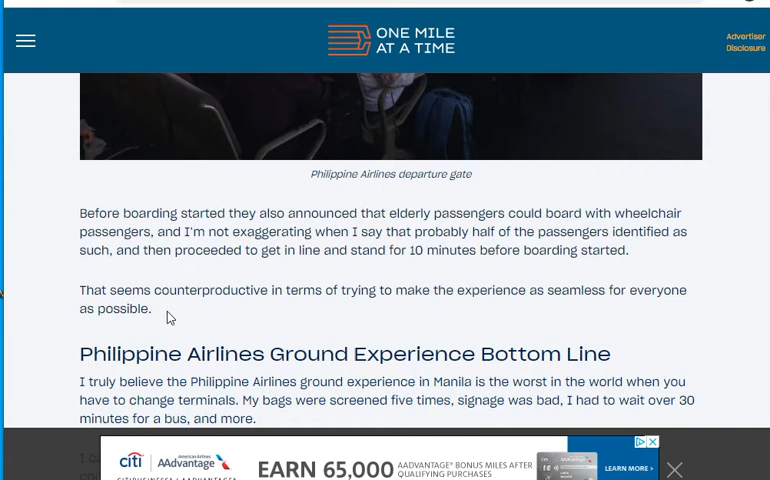 ONE MILE
AT A TIME
Advertiser
Disclosure
Philippine Airlines departure gate
Before boarding started they also announced that elderly passengers could board with wheelchair
passengers, and I'm not exaggerating when I say that probably half of the passengers identified as
such, and then proceeded to get in line and stand for 10 minutes before boarding started.
That seems counterproductive in terms of trying to make the experience as seamless for everyone
as possible.
Philippine Airlines Ground Experience Bottom Line
I truly believe the Philippine Airlines ground experience in Manila is the worst in the world when you
have to change terminals. My bags were screened five times, signage was bad, I had to wait over 30
minutes for a bus, and more.
citi
American Airlines
AAdvantage
EARN 65,000
AADVANTAGE® BONUS MILES AFTER
QUALIFYING PURCHASES
LEARN MORE >